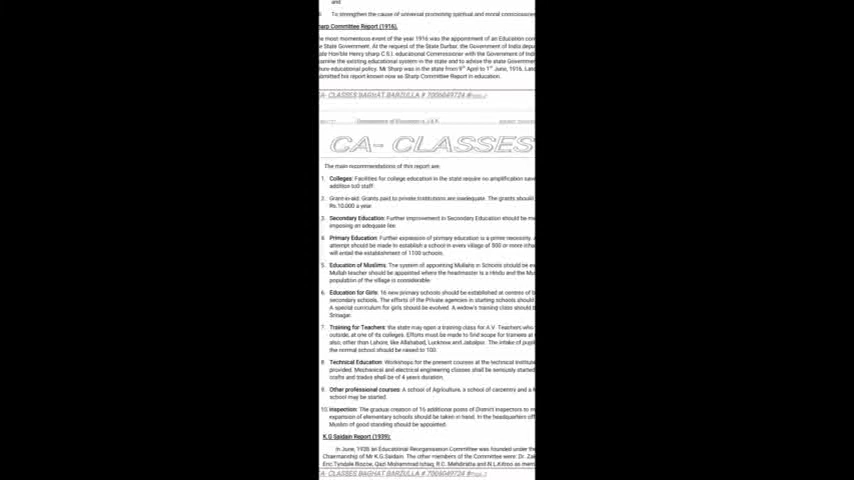 and
To strengthen the cause of universal promoting spiritual and moral consciousness
harp Committee Report (1916).
e most momentous event of the year 1916 was the appointment of an Education com
e State Government. At the request of the State Durbar, the Government of India depu
Hon'ble Henry sharp C.S.I. educational Commissioner with the Government of Ind
amine the existing educational system in the state and to advise the state Governmen
educational policy. Mr Sharp was in the state from 9th April to 1st June, 1916. Late
bmitted his report known now as Sharp Committee Report in education.
CA- CLASSES BAGHAT BARZULLA # 7006049724 #
Development of Education in J & K
CA- CLASSES
The main recommendations of this report are:
1. Colleges: Facilities for college education in the state require no amplification save
addition to0 staff.
2. Grant-in-aid: Grants paid to private institutions are inadequate. The grants should
Rs.10,000 a year.
3. Secondary Education: Further improvement in Secondary Education should be ma
imposing an adequate fee.
4. Primary Education: Further expansion of primary education is a prime necessity. A
attempt should be made to establish a school in every village of 500 or more inha
will entail the establishment of 1100 schools.
5. Education of Muslims: The system of appointing Mullahs in Schools should be ex
Mullah teacher should be appointed where the headmaster is a Hindu and the Mu
population of the village is considerable.
6. Education for Girls: 16 new primary schools should be established at centres of b
secondary schools. The efforts of the Private agencies in starting schools should
A special curriculum for girls should be evolved. A widow's training class should b
Srinagar.
7. Training for Teachers: the state may open a training class for A.V. Teachers who
outside, at one of its colleges. Efforts must be made to find scope for trainees at
also, other than Lahore, like Allahabad, Lucknow and Jabalpur. The intake of pupil
the normal school should be raised to 100.
8. Technical Education: Workshops for the present courses at the technical institute
provided. Mechanical and electrical engineering classes shall be seriously started
crafts and trades shall be of 4 years duration.
9. Other professional courses: A school of Agriculture, a school of carpentry and a f
school may be started.
10. Inspection: The gradual creation of 16 additional posts of District Inspectors to m
expansion of elementary schools should be taken in hand. In the headquarters off
Muslim of good standing should be appointed.
K.G Saidain Report (1939):
In June, 1938 an Educational Reorganisation Committee was founded under the
Chairmanship of Mr K.G.Saidain. The other members of the Committee were: Dr. Zak
Eric Tyndale Biscoe, Qazi Mohammad Ishaq, R.C. Mehdiratta and N.L.Kitroo as mem
CA- CLASSES BAGHAT BARZULLA # 7006049724 #